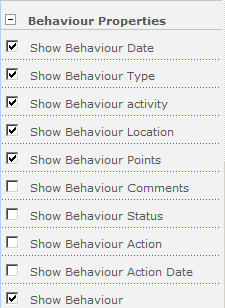 Behaviour Properties
Show Behaviour Date
Show Behaviour Type
Show Behaviour activity
Show Behaviour Location
Show Behaviour Points
Show Behaviour Comments
Show Behaviour Status
Show Behaviour Action
Show Behaviour Action Date
Show Behaviour